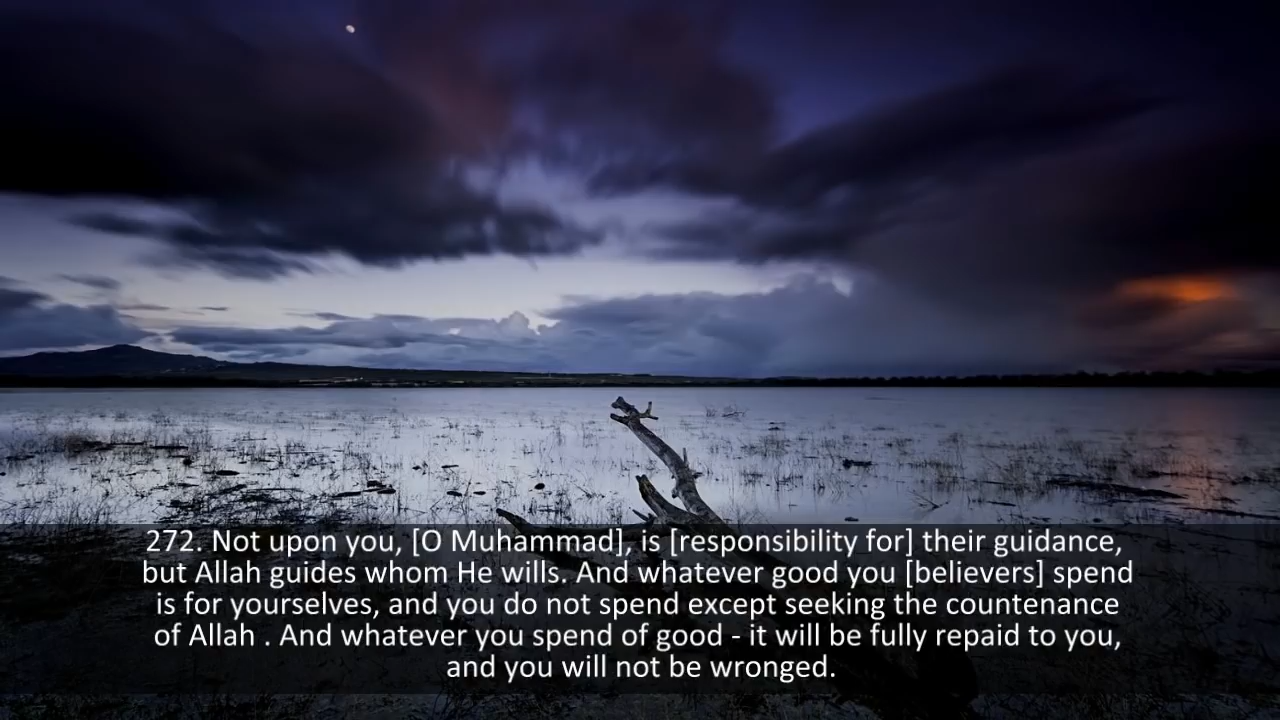 272. Not upon you, [O Muhammad], is [responsibility for] their guidance,
but Allah guides whom He wills. And whatever good you [believers] spend
is for yourselves, and you do not spend except seeking the countenance
of Allah . And whatever you spend of good - it will be fully repaid to you,
and you will not be wronged.